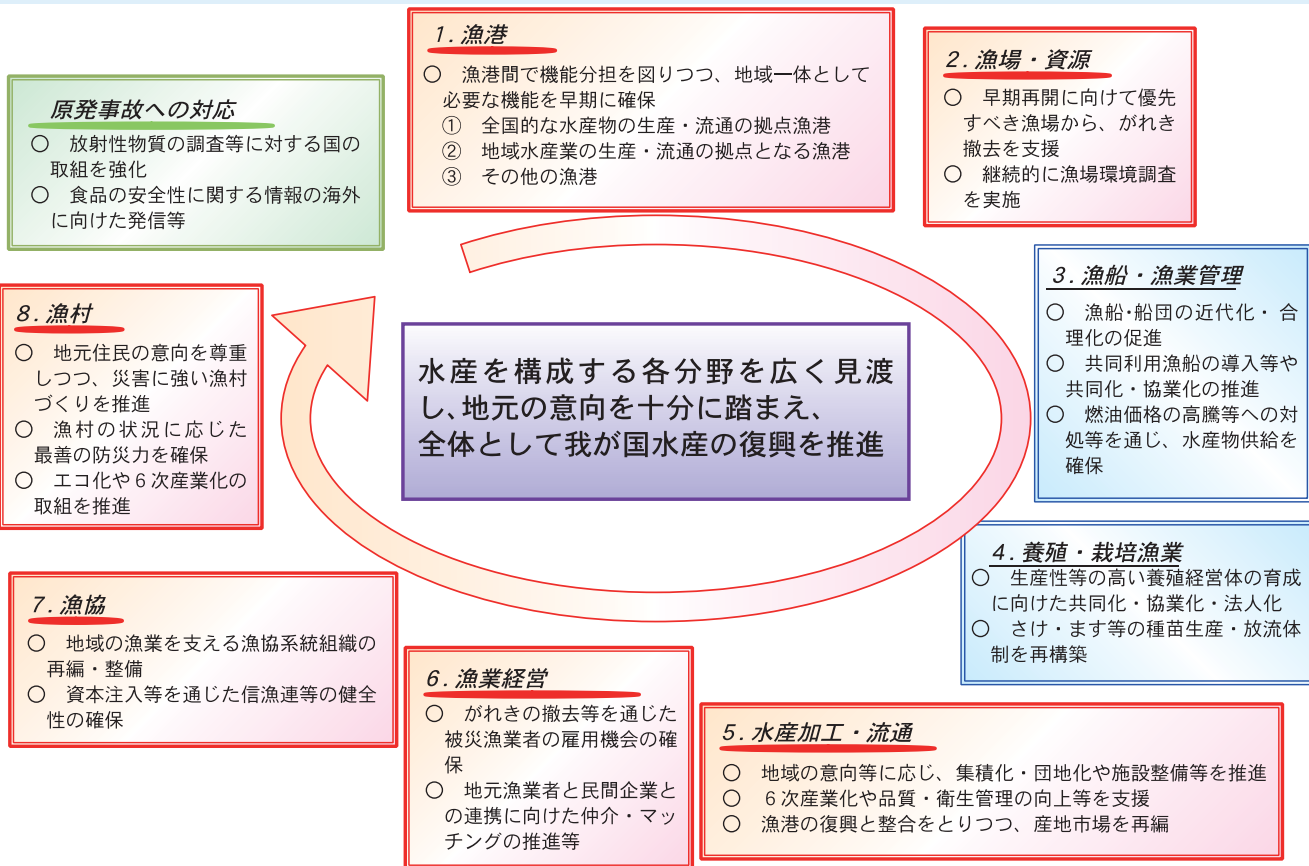 1. 漁港
○ 漁港間で機能分担を図りつつ、地域一体として
必要な機能を早期に確保
① 全国的な水産物の生産・流通の拠点漁港
② 地域水産業の生産・流通の拠点となる漁港
③ その他の漁港
2. 漁場・資源
○ 早期再開に向けて優先
すべき漁場から、がれき
撤去を支援
○ 継続的に漁場環境調査
を実施
原発事故への対応
○ 放射性物質の調査等に対する国の
取組を強化
○ 食品の安全性に関する情報の海外
に向けた発信等
3. 漁船・漁業管理
○ 漁船・船団の近代化・合
理化の促進
○ 共同利用漁船の導入等や
共同化・協業化の推進
○ 燃油価格の高騰等への対
処等を通じ、水産物供給を
確保
8. 漁村
○ 地元住民の意向を尊重
しつつ、災害に強い漁村
づくりを推進
○ 漁村の状況に応じた
最善の防災力を確保
○ エコ化や6次産業化の
取組を推進
水産を構成する各分野を広く見渡
し、地元の意向を十分に踏まえ、
全体として我が国水産の復興を推進
4. 養殖・栽培漁業
○ 生産性等の高い養殖経営体の育成
に向けた共同化・協業化・法人化
○ さけ・ます等の種苗生産・放流体
制を再構築
7. 漁協
○ 地域の漁業を支える漁協系統組織の
再編・整備
○ 資本注入等を通じた信漁連等の健全
性の確保
6. 漁業経営
○ がれきの撤去等を通じた
被災漁業者の雇用機会の確
保
○ 地元漁業者と民間企業と
の連携に向けた仲介・マッ
チングの推進等
5. 水産加工・流通
○ 地域の意向等に応じ、集積化・団地化や施設整備等を推進
○ 6次産業化や品質・衛生管理の向上等を支援
○ 漁港の復興と整合をとりつつ、産地市場を再編